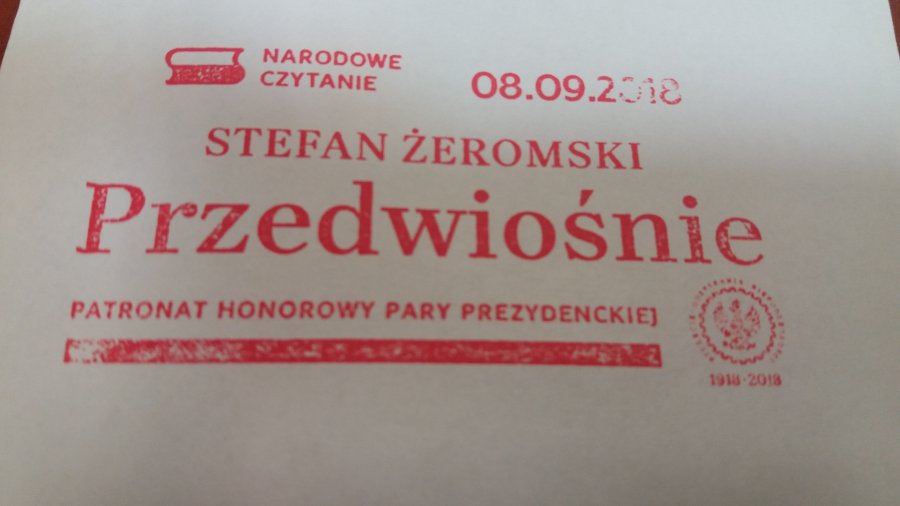 NARODOWE
CZYTANIE
08.09.2018
STEFAN ŻEROMSKI
Przedwiośnie
PATRONAT HONOROWY PARY PREZYDENCKIEJ
1918-2018